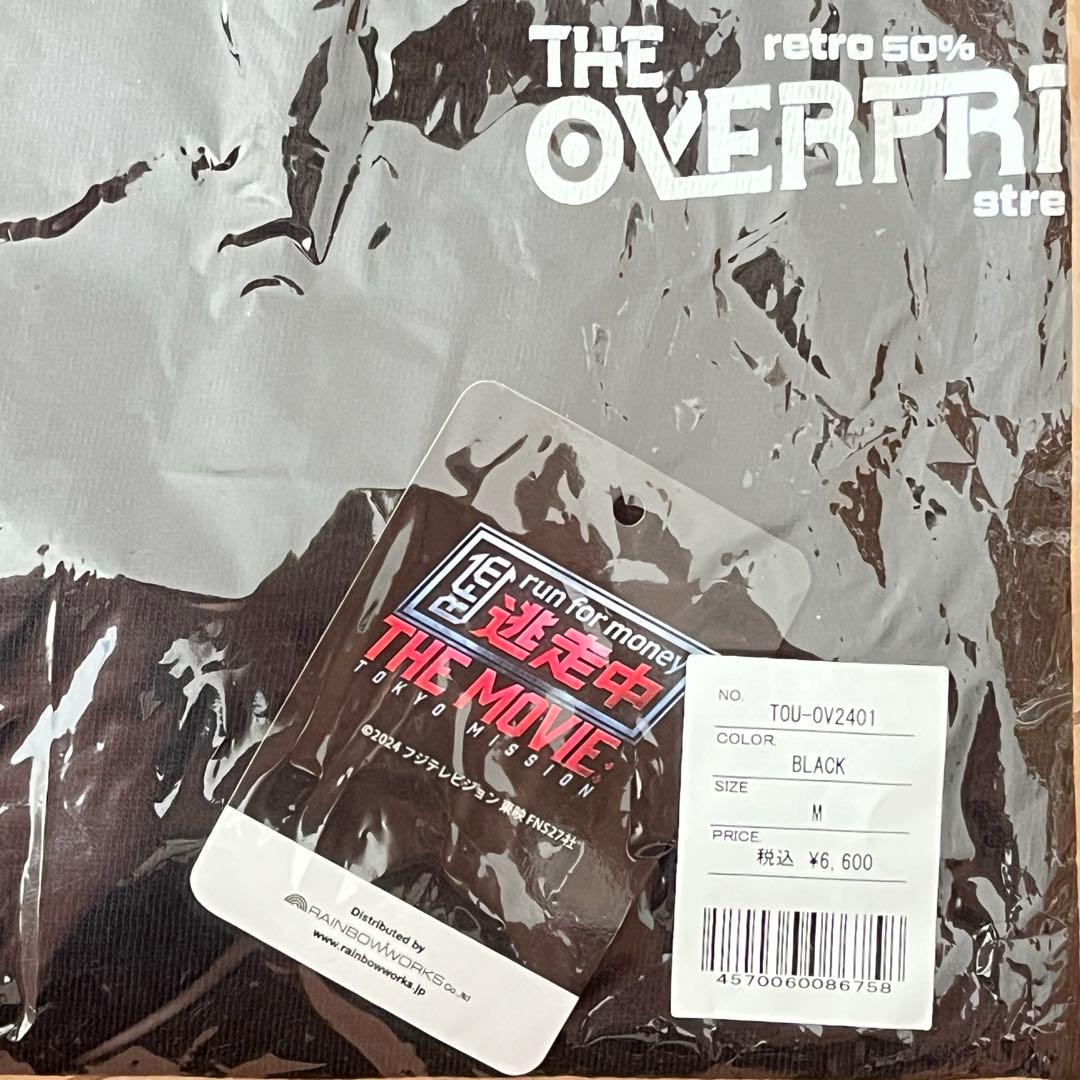 THE
retro 50%
OVERPRI
stre
RFM
run for money
逃走中
THE MOVIE:
TOKYO MISSION
©2024 フジテレビジョン 東映 FNS27社
Distributed by
RAINBOWWORKS Co.,ltd
www.rainbowworks.jp
NO. TOU-OV2401
COLOR. BLACK
SIZE M
PRICE. 税込 ¥6,600
4570060086758